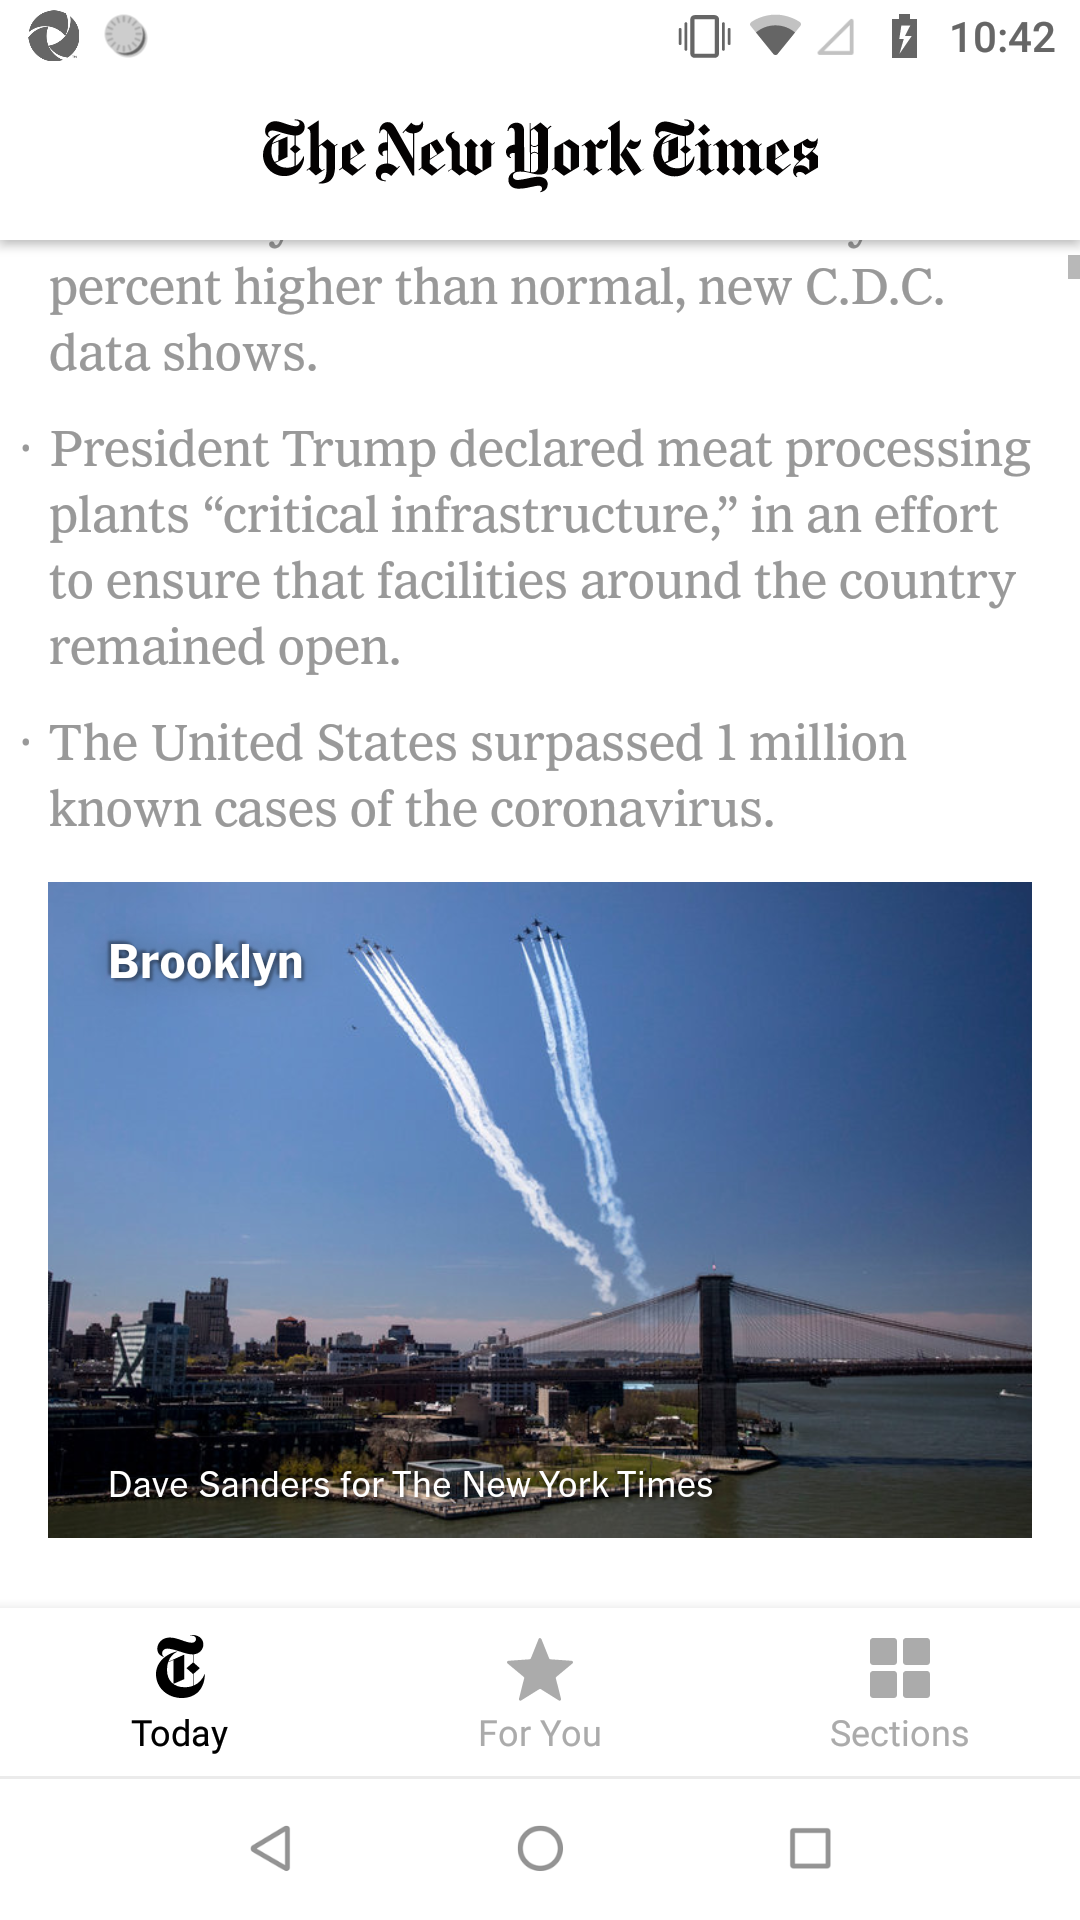 10:42
The New York Times
percent higher than normal, new C.D.C.
data shows.
· President Trump declared meat processing
plants “critical infrastructure,” in an effort
to ensure that facilities around the country
remained open.
· The United States surpassed 1 million
known cases of the coronavirus.
Brooklyn
Dave Sanders for The New York Times
Today
For You
Sections